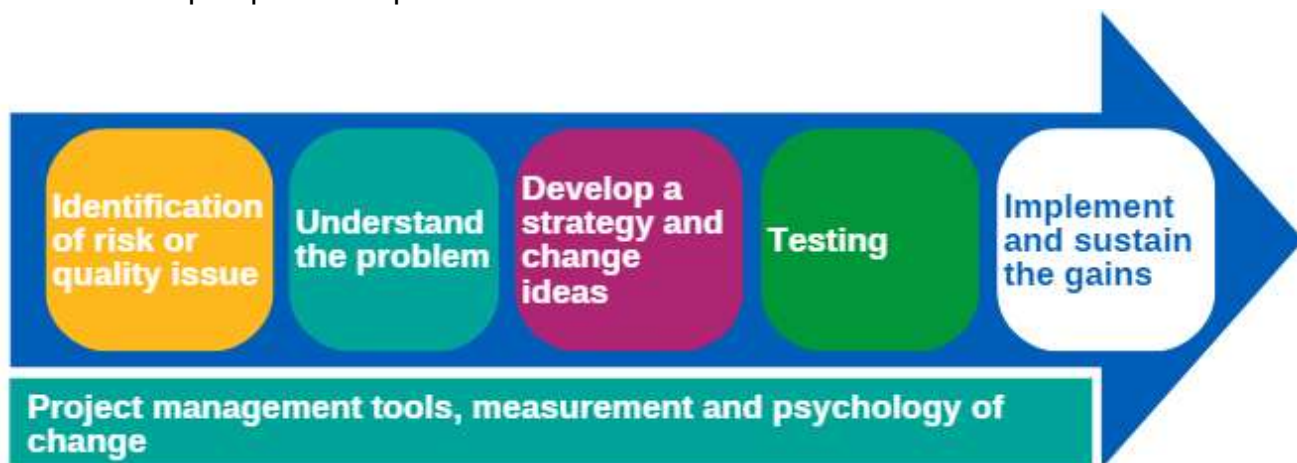 Identification
of risk or
quality issue
Understand
the problem
Develop a
strategy and
change
ideas
Testing
Implement
and sustain
the gains
Project management tools, measurement and psychology of
change